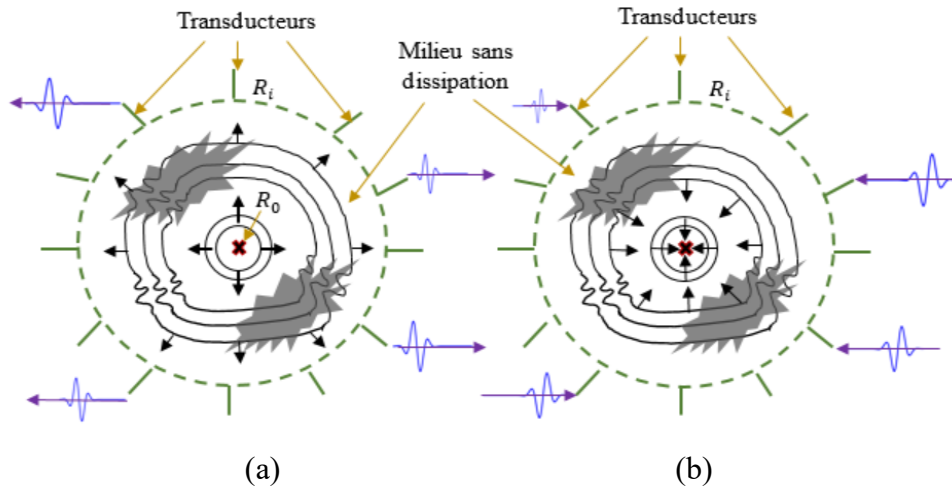 Transducteurs
Transducteurs
Milieu sans
dissipation
R_i
R_i
R_0
(a)
(b)